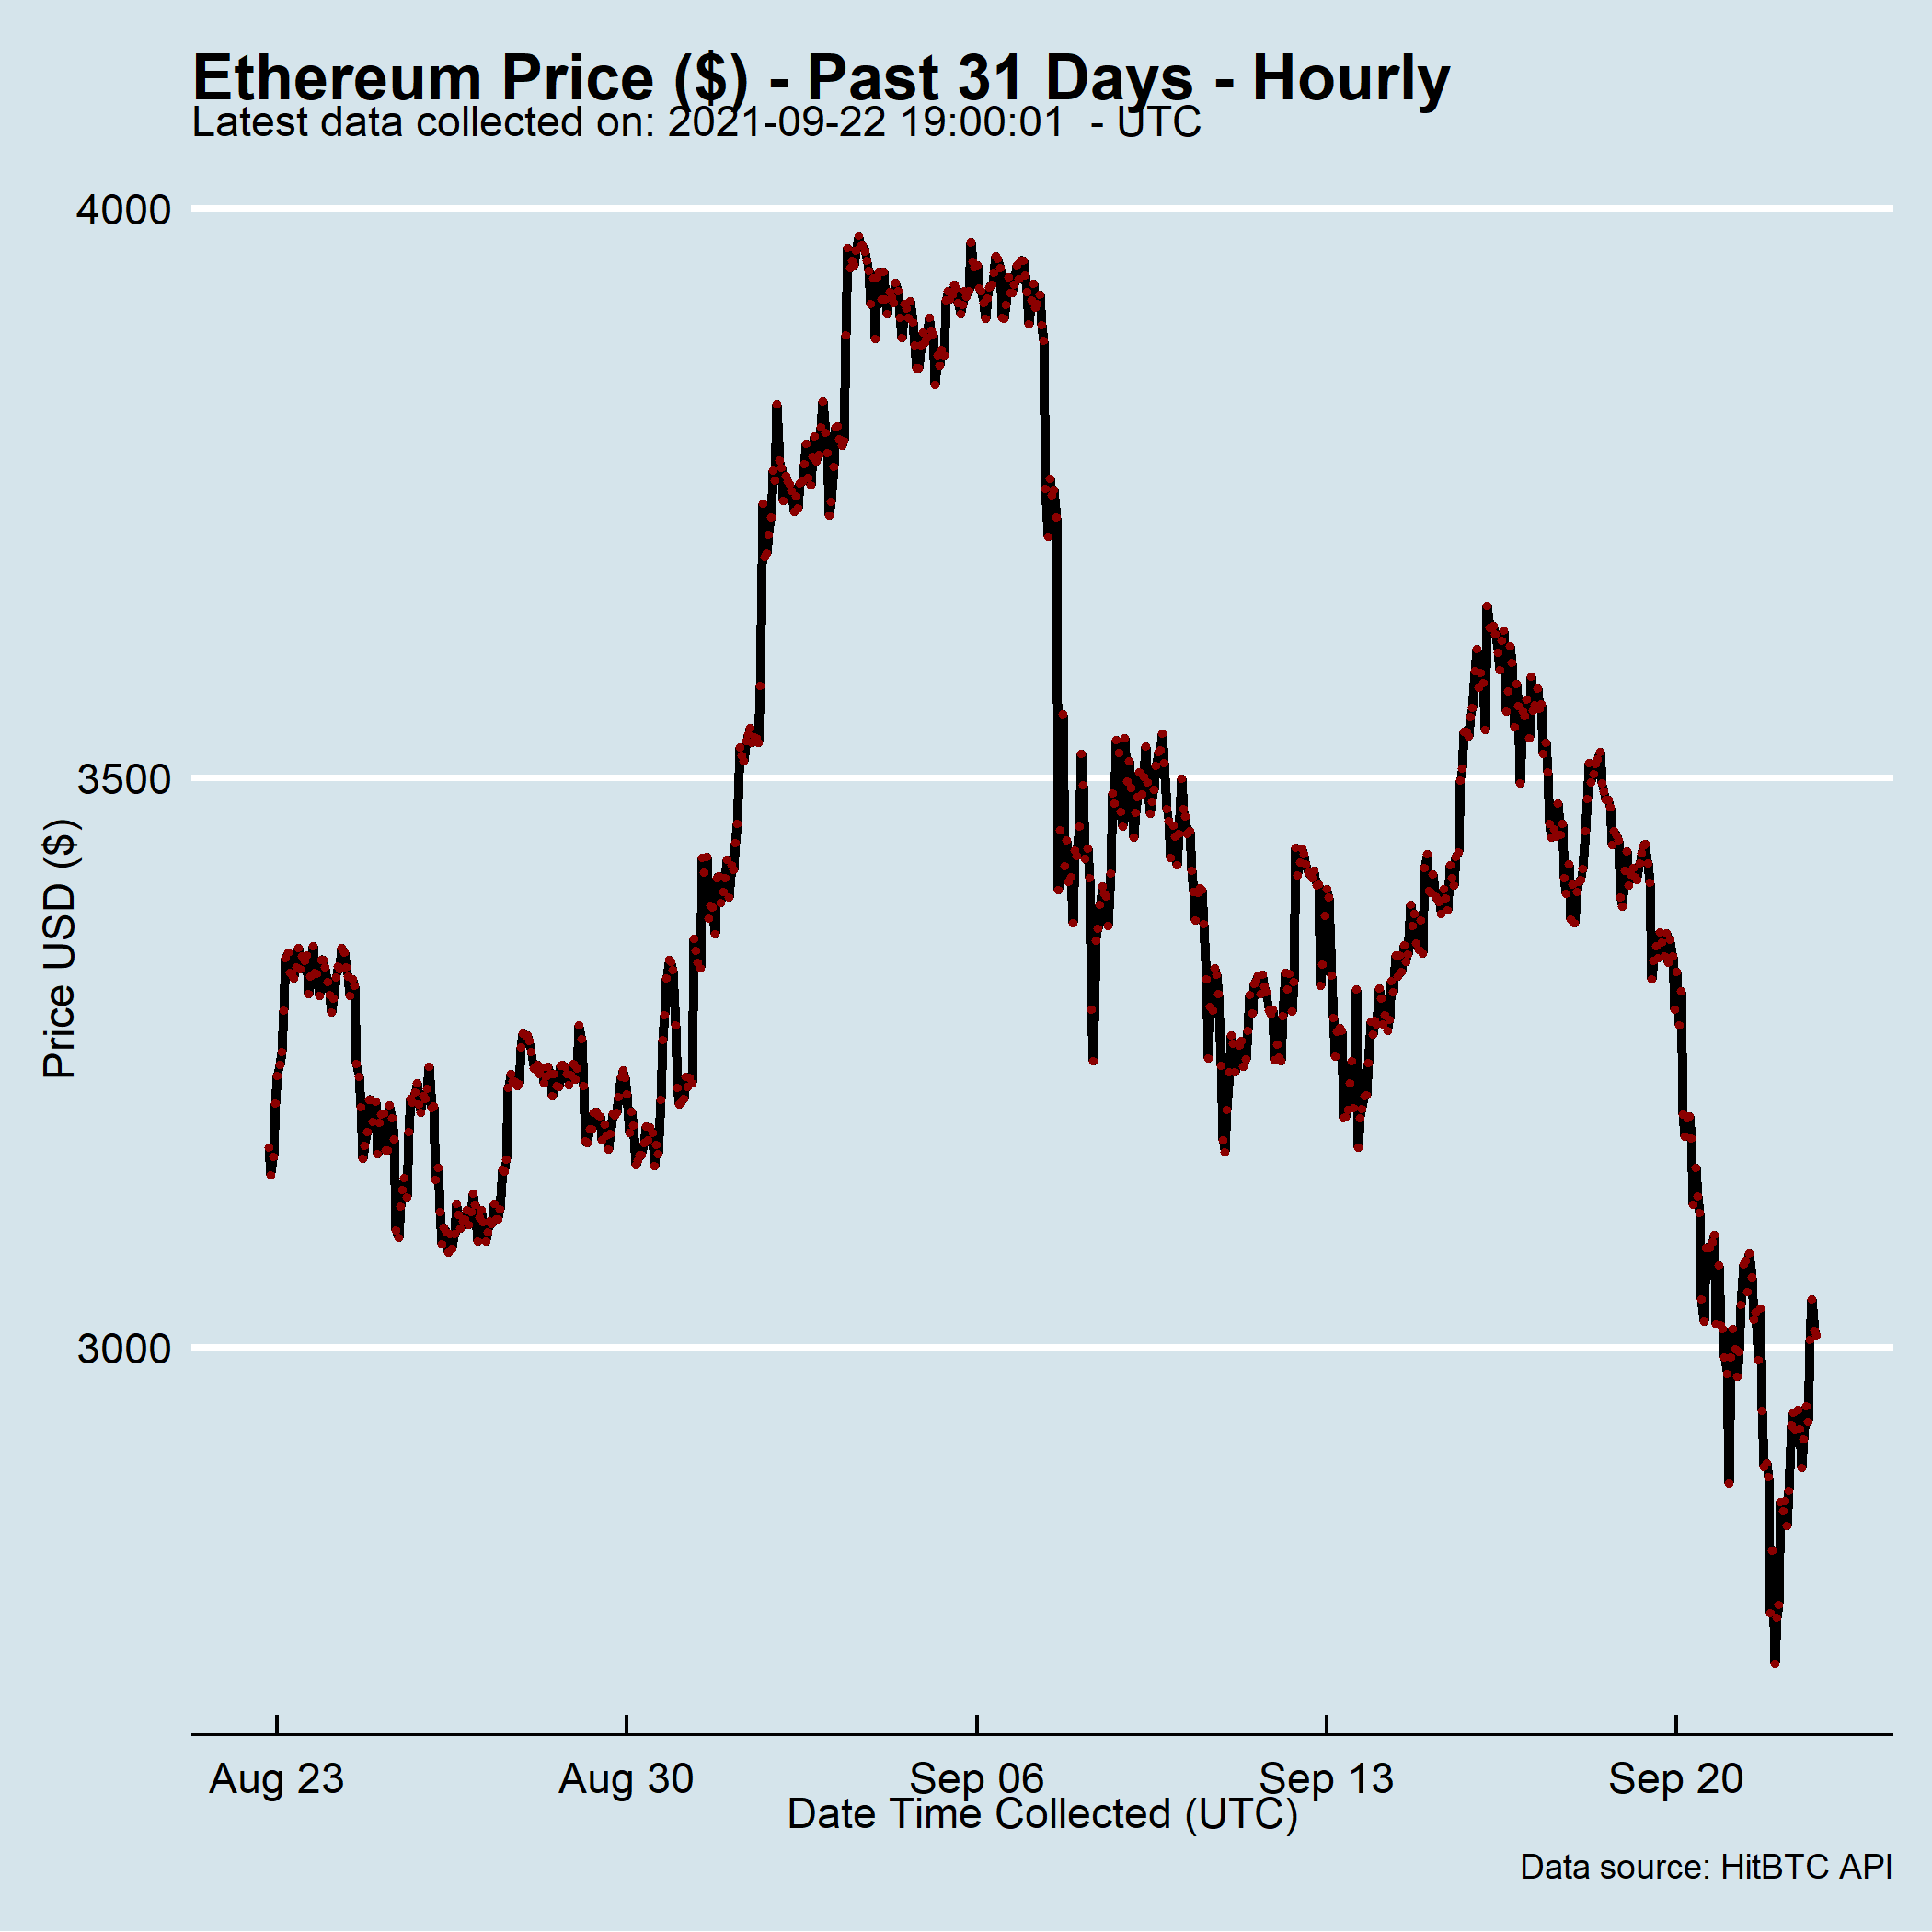 Ethereum Price ($) - Past 31 Days - Hourly
Latest data collected on: 2021-09-22 19:00:01  - UTC
4000
3500
3000
Price USD ($)
Aug 23
Aug 30
Sep 06
Sep 13
Sep 20
Date Time Collected (UTC)
Data source: HitBTC API